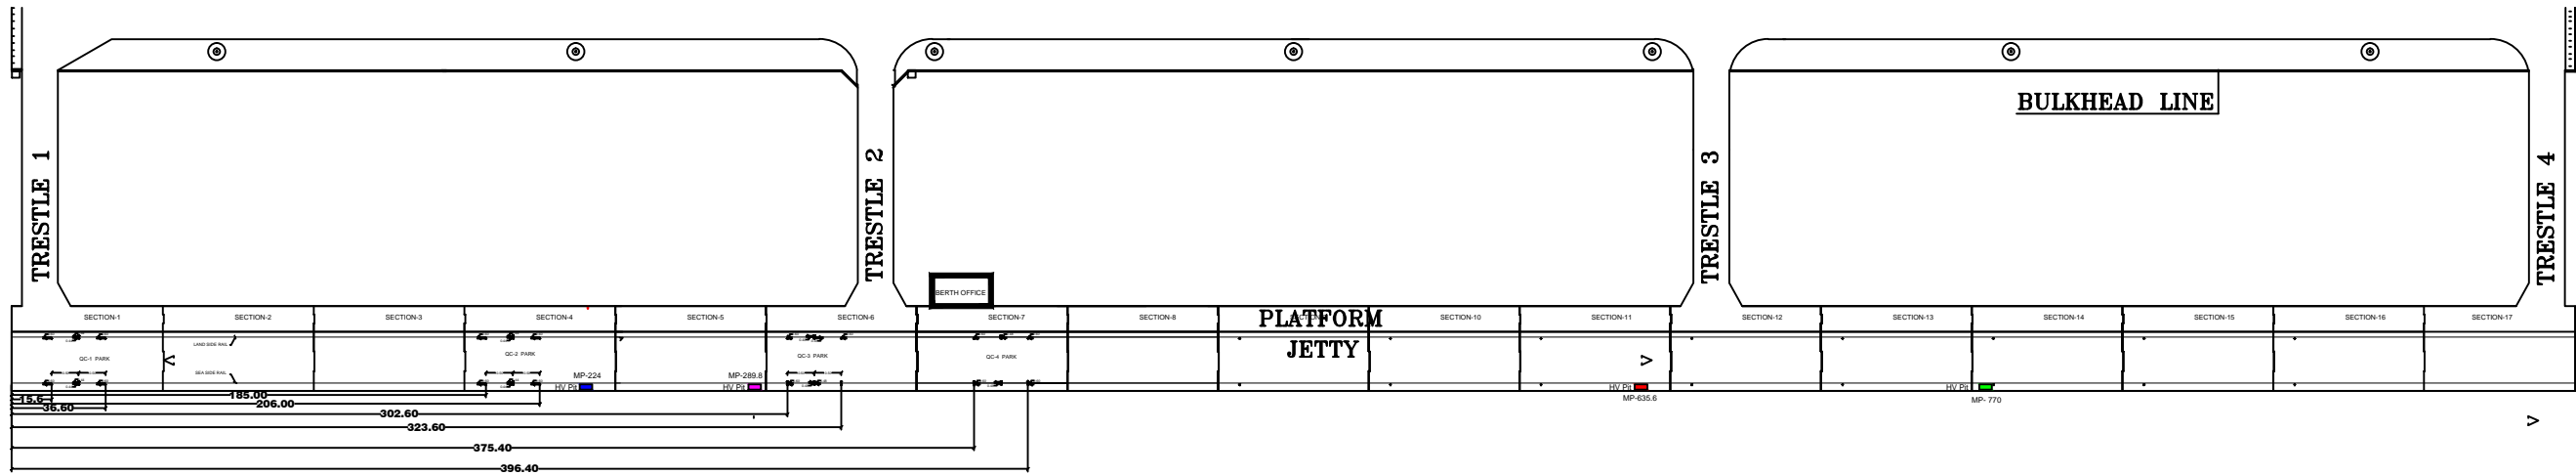 BULKHEAD LINE
TRESTLE 1
TRESTLE 2
TRESTLE 3
TRESTLE 4
BERTH OFFICE
SECTION-1
SECTION-2
SECTION-3
SECTION-4
SECTION-5
SECTION-6
SECTION-7
SECTION-8
PLATFORM
SECTION-10
SECTION-11
SECTION-12
SECTION-13
SECTION-14
SECTION-15
SECTION-16
SECTION-17
JETTY
LAND SIDE RAIL
QC-1 PARK
QC-2 PARK
QC-3 PARK
QC-4 PARK
SEA SIDE RAIL
MP-224
HV Pit
MP-289.8
HV Pit
HV Pit
MP-635.6
HV Pit
MP- 770
15.6
36.60
185.00
206.00
302.60
323.60
375.40
396.40